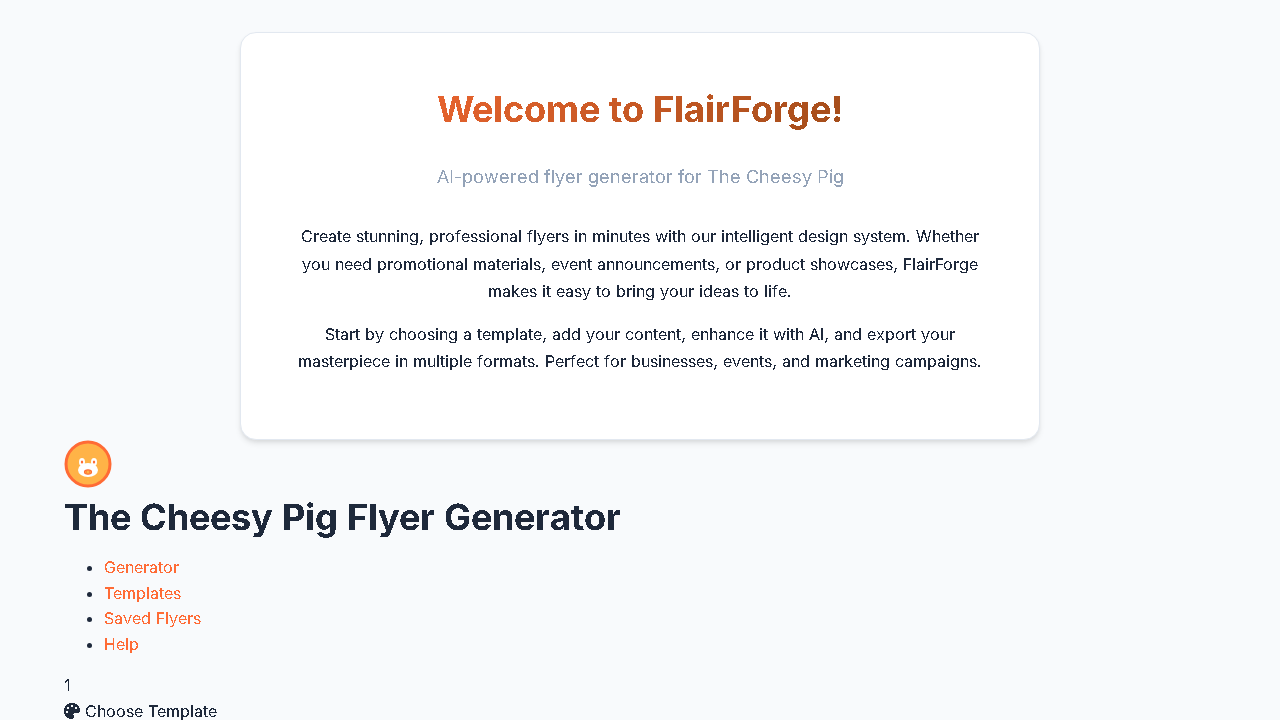 Welcome to FlairForge!
AI-powered flyer generator for The Cheesy Pig
Create stunning, professional flyers in minutes with our intelligent design system. Whether
you need promotional materials, event announcements, or product showcases, FlairForge
makes it easy to bring your ideas to life.
Start by choosing a template, add your content, enhance it with AI, and export your
masterpiece in multiple formats. Perfect for businesses, events, and marketing campaigns.
The Cheesy Pig Flyer Generator
Generator
Templates
Saved Flyers
Help
1
Choose Template